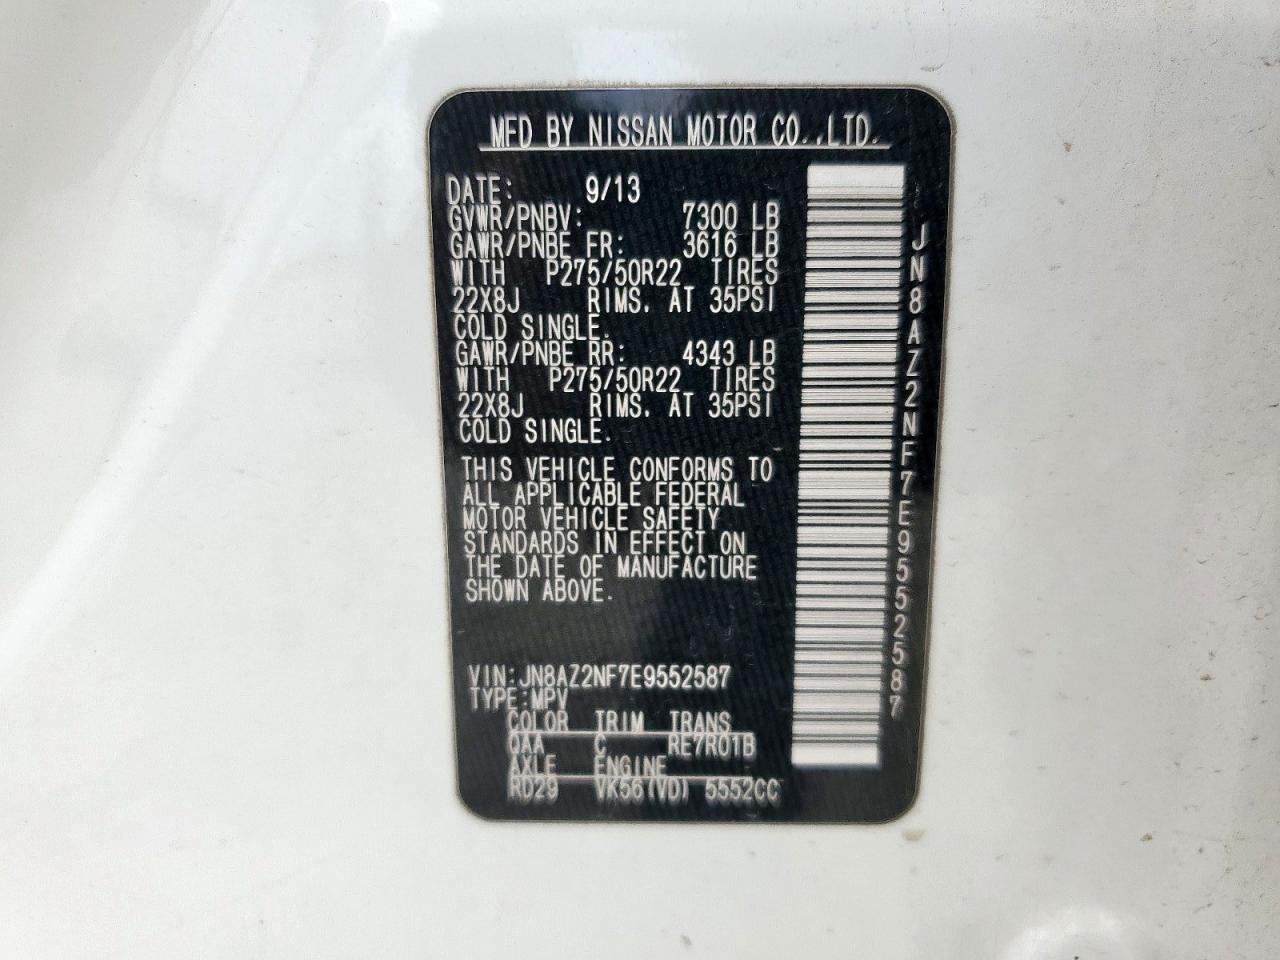 MFD BY NISSAN MOTOR CO.,LTD.
DATE: 9/13
GVWR/PNBV: 7300 LB
GAWR/PNBE FR: 3616 LB
WITH P275/50R22 TIRES
22X8J RIMS. AT 35PSI
COLD SINGLE.
GAWR/PNBE RR: 4343 LB
WITH P275/50R22 TIRES
22X8J RIMS. AT 35PSI
COLD SINGLE.
THIS VEHICLE CONFORMS TO
ALL APPLICABLE FEDERAL
MOTOR VEHICLE SAFETY
STANDARDS IN EFFECT ON
THE DATE OF MANUFACTURE
SHOWN ABOVE.
VIN:JN8AZ2NF7E9552587
TYPE:MPV
COLOR TRIM TRANS
QAA C RE7R01B
AXLE ENGINE
RD29 VK56(VD) 5552CC
JN8AZ2NF7E9552587